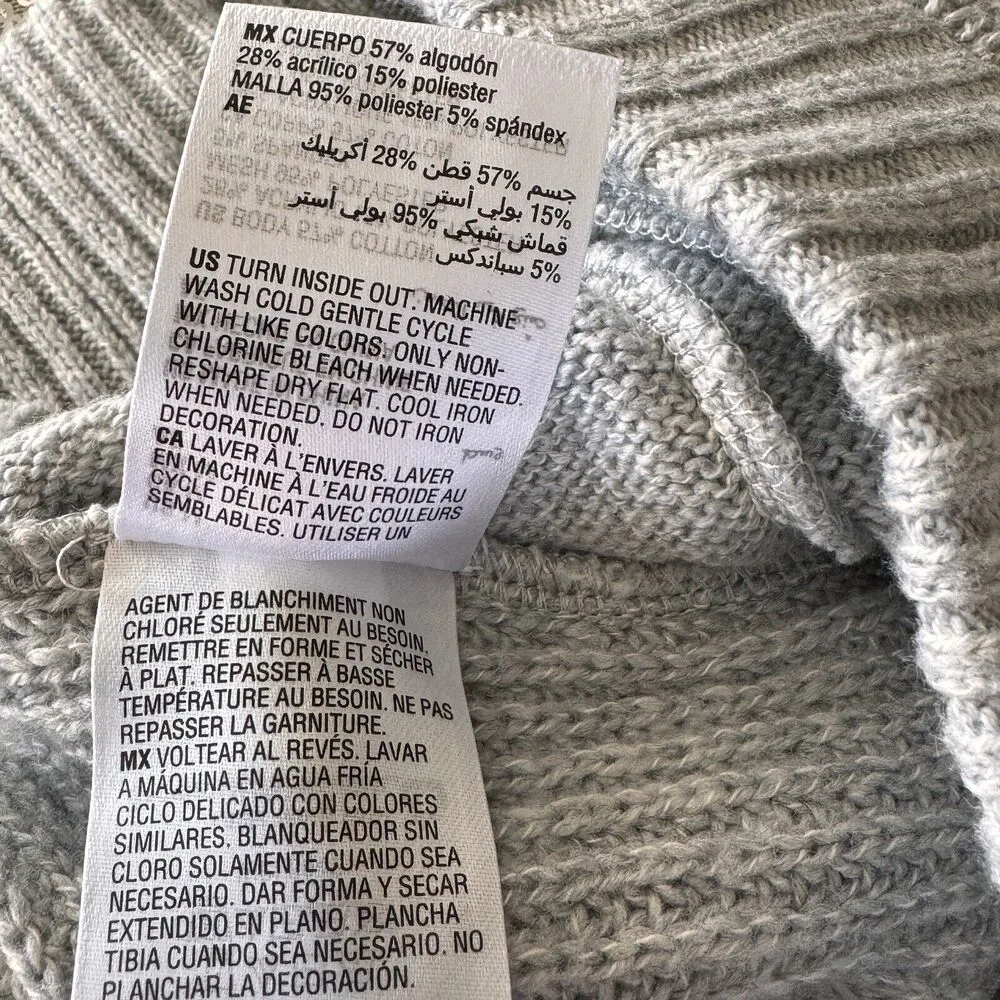 MX CUERPO 57% algodón
28% acrílico 15% poliester
MALLA 95% poliester 5% spándex
AE
جسم 57% قطن 28% أكريليك
15% بولي أستر
قماش شبكي 95% بولي أستر
5% سباندكس
US TURN INSIDE OUT. MACHINE
WASH COLD GENTLE CYCLE
WITH LIKE COLORS. ONLY NON-
CHLORINE BLEACH WHEN NEEDED.
RESHAPE DRY FLAT. COOL IRON
WHEN NEEDED. DO NOT IRON
DECORATION.
CA LAVER À L'ENVERS. LAVER
EN MACHINE À L'EAU FROIDE AU
CYCLE DÉLICAT AVEC COULEURS
SEMBLABLES. UTILISER UN
AGENT DE BLANCHIMENT NON
CHLORÉ SEULEMENT AU BESOIN.
REMETTRE EN FORME ET SÉCHER
À PLAT. REPASSER À BASSE
TEMPÉRATURE AU BESOIN. NE PAS
REPASSER LA GARNITURE.
MX VOLTEAR AL REVÉS. LAVAR
A MÁQUINA EN AGUA FRÍA
CICLO DELICADO CON COLORES
SIMILARES. BLANQUEADOR SIN
CLORO SOLAMENTE CUANDO SEA
NECESARIO. DAR FORMA Y SECAR
EXTENDIDO EN PLANO. PLANCHA
TIBIA CUANDO SEA NECESARIO. NO
PLANCHAR LA DECORACIÓN.